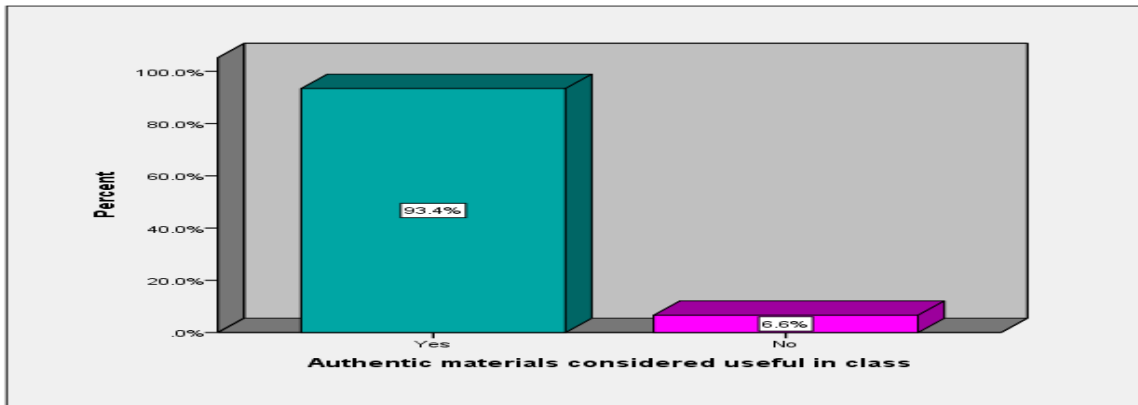 Percent
100.0%
80.0%
60.0%
40.0%
20.0%
.0%
93.4%
6.6%
Yes No
Authentic materials considered useful in class